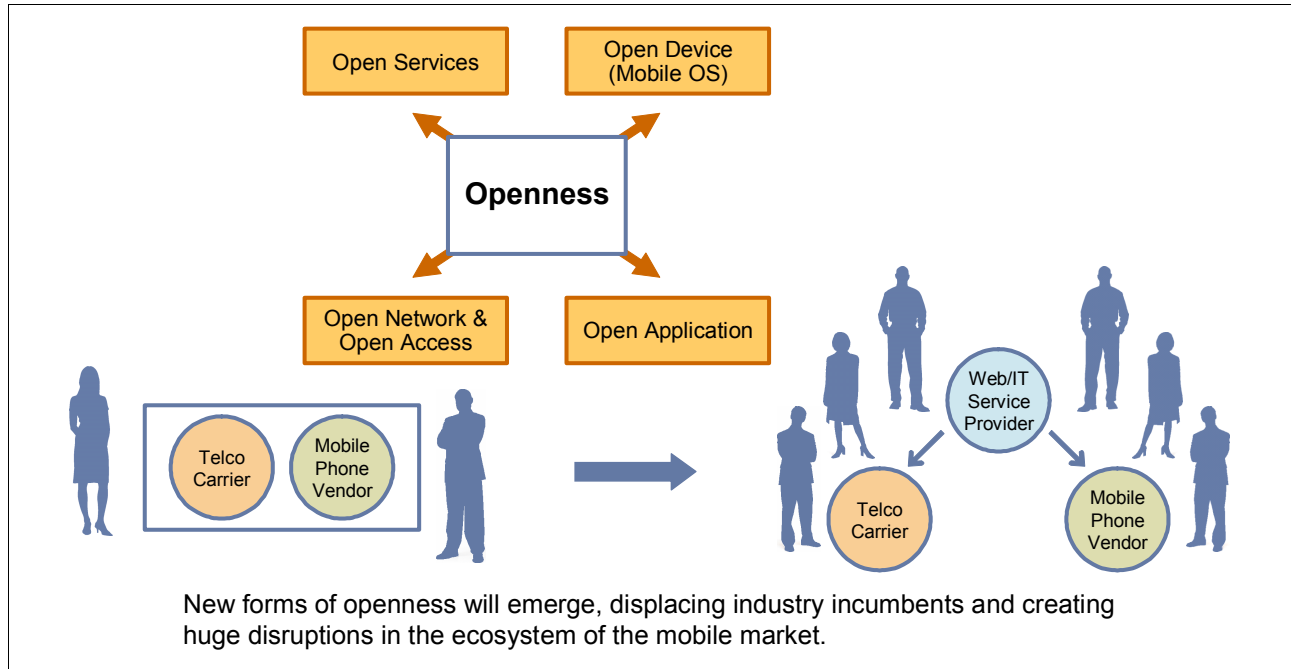 Open Services
Open Device
(Mobile OS)
Openness
Open Network &
Open Access
Open Application
Telco
Carrier
Mobile
Phone
Vendor
Web/IT
Service
Provider
Telco
Carrier
Mobile
Phone
Vendor
New forms of openness will emerge, displacing industry incumbents and creating
huge disruptions in the ecosystem of the mobile market.